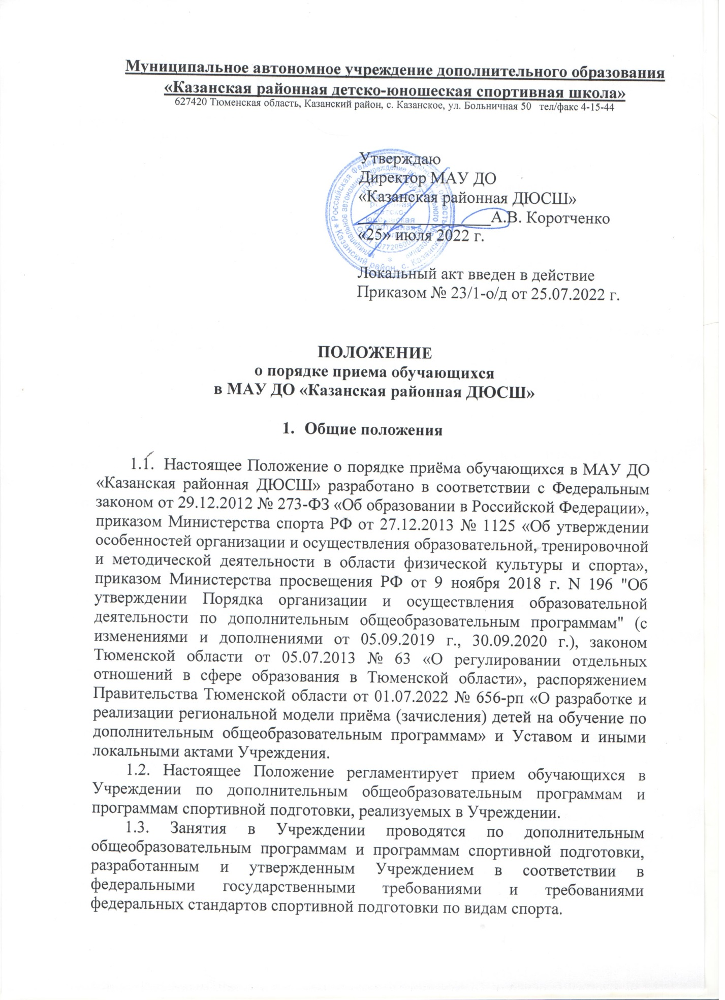 Муниципальное автономное учреждение дополнительного образования
«Казанская районная детско-юношеская спортивная школа»
627420 Тюменская область, Казанский район, с. Казанское, ул. Больничная 50 тел/факс 4-15-44
Утверждаю
Директор МАУ ДО
«Казанская районная ДЮСШ»
________________А.В. Коротченко
«25» июля 2022 г.
Локальный акт введен в действие
Приказом № 23/1-о/д от 25.07.2022 г.
ПОЛОЖЕНИЕ
о порядке приема обучающихся
в МАУ ДО «Казанская районная ДЮСШ»
1. Общие положения
1.1. Настоящее Положение о порядке приёма обучающихся в МАУ ДО
«Казанская районная ДЮСШ» разработано в соответствии с Федеральным
законом от 29.12.2012 № 273-ФЗ «Об образовании в Российской Федерации»,
приказом Министерства спорта РФ от 27.12.2013 № 1125 «Об утверждении
особенностей организации и осуществления образовательной, тренировочной
и методической деятельности в области физической культуры и спорта»,
приказом Министерства просвещения РФ от 9 ноября 2018 г. N 196 "Об
утверждении Порядка организации и осуществления образовательной
деятельности по дополнительным общеобразовательным программам" (с
изменениями и дополнениями от 05.09.2019 г., 30.09.2020 г.), законом
Тюменской области от 05.07.2013 № 63 «О регулировании отдельных
отношений в сфере образования в Тюменской области», распоряжением
Правительства Тюменской области от 01.07.2022 № 656-рп «О разработке и
реализации региональной модели приёма (зачисления) детей на обучение по
дополнительным общеобразовательным программам» и Уставом и иными
локальными актами Учреждения.
1.2. Настоящее Положение регламентирует прием обучающихся в
Учреждении по дополнительным общеобразовательным программам и
программам спортивной подготовки, реализуемых в Учреждении.
1.3. Занятия в Учреждении проводятся по дополнительным
общеобразовательным программам и программам спортивной подготовки,
разработанным и утвержденным Учреждением в соответствии в
федеральными государственными требованиями и требованиями
федеральных стандартов спортивной подготовки по видам спорта.